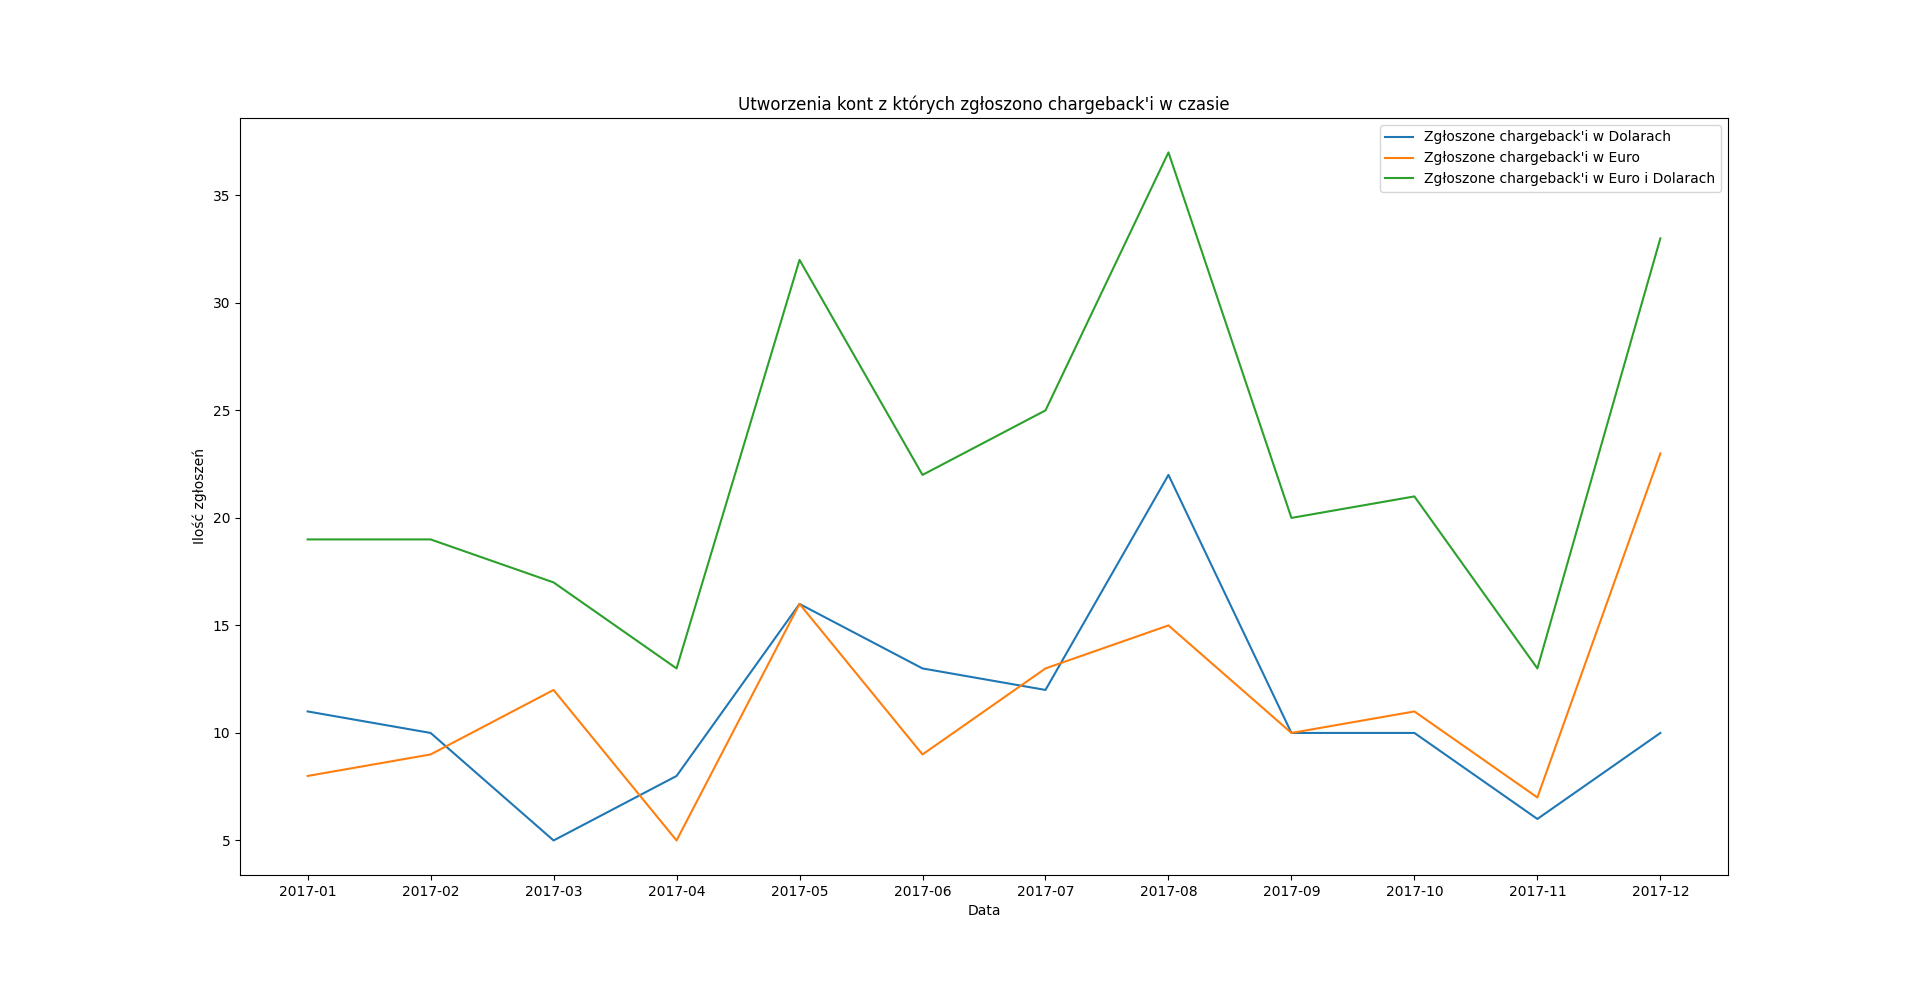 Utworzenia kont z których zgłoszono chargeback'i w czasie
Zgłoszone chargeback'i w Dolarach
Zgłoszone chargeback'i w Euro
Zgłoszone chargeback'i w Euro i Dolarach
Ilość zgłoszeń
35
30
25
20
15
10
5
2017-01 2017-02 2017-03 2017-04 2017-05 2017-06 2017-07 2017-08 2017-09 2017-10 2017-11 2017-12
Data